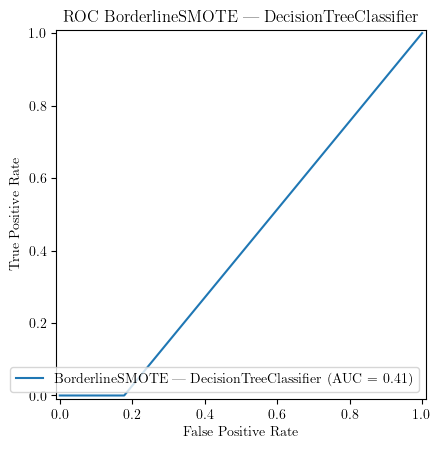 ROC BorderlineSMOTE — DecisionTreeClassifier
1.0
0.8
0.6
0.4
0.2
0.0
True Positive Rate
BorderlineSMOTE — DecisionTreeClassifier (AUC = 0.41)
0.0 0.2 0.4 0.6 0.8 1.0
False Positive Rate